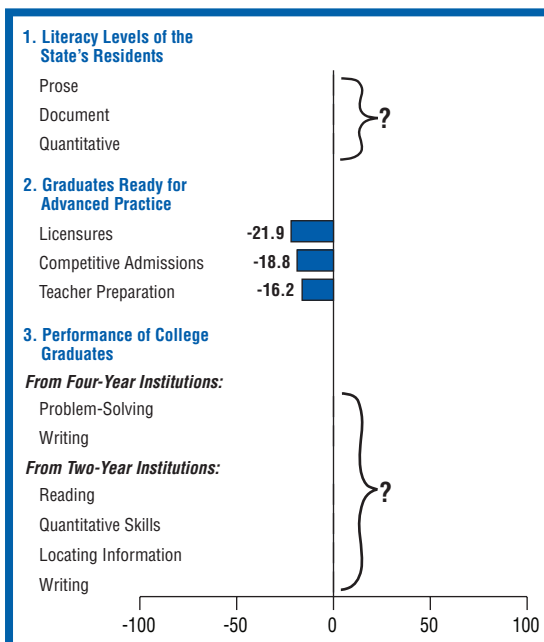 1. Literacy Levels of the
State's Residents
Prose
Document
Quantitative
?
2. Graduates Ready for
Advanced Practice
Licensures
-21.9
Competitive Admissions
-18.8
Teacher Preparation
-16.2
3. Performance of College
Graduates
From Four-Year Institutions:
Problem-Solving
Writing
From Two-Year Institutions:
?
Reading
Quantitative Skills
Locating Information
Writing
-100 -50 0 50 100